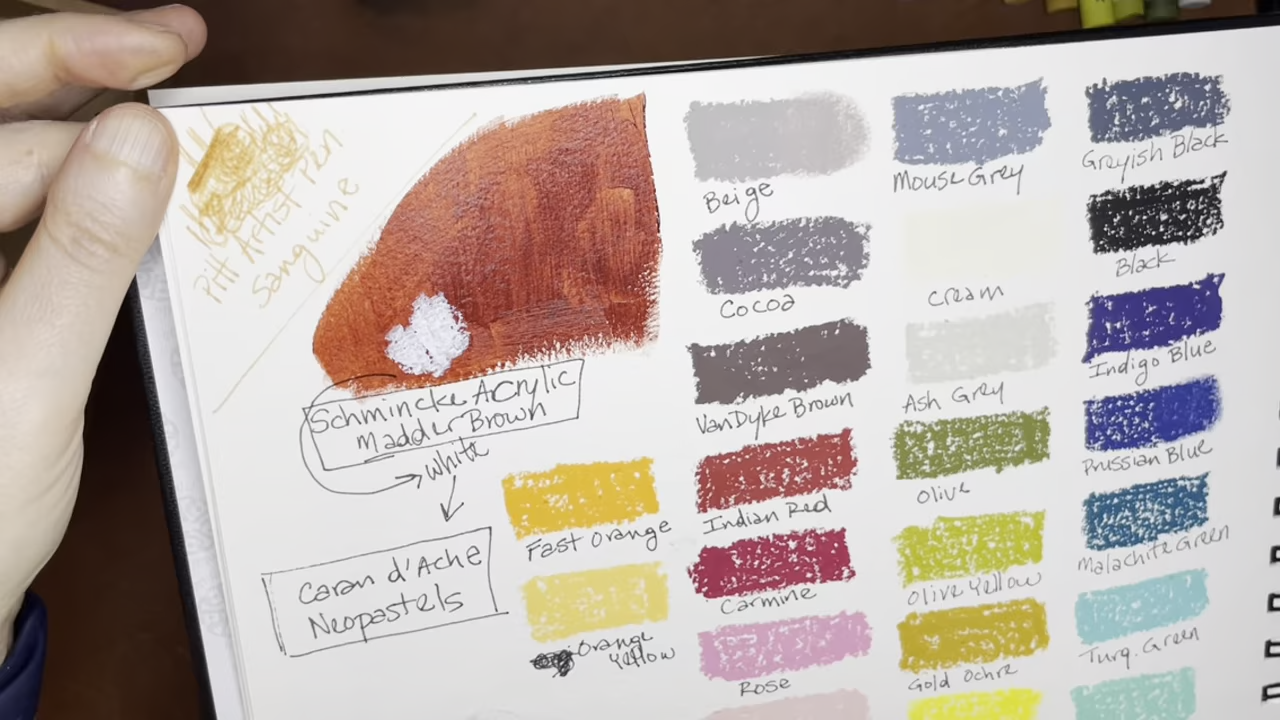 Pitt Artist Pen
Sanguine
Schmincke Acrylic
Madder Brown
white
Caran d'Ache
Neopastels
Fast Orange
Orange
Yellow
Beige
Cocoa
VanDyke Brown
Indian Red
Carmine
Rose
Mouse Grey
Cream
Ash Grey
Olive
Olive Yellow
Gold Ochre
Greyish Black
Black
Indigo Blue
Prussian Blue
Malachite Green
Turq. Green